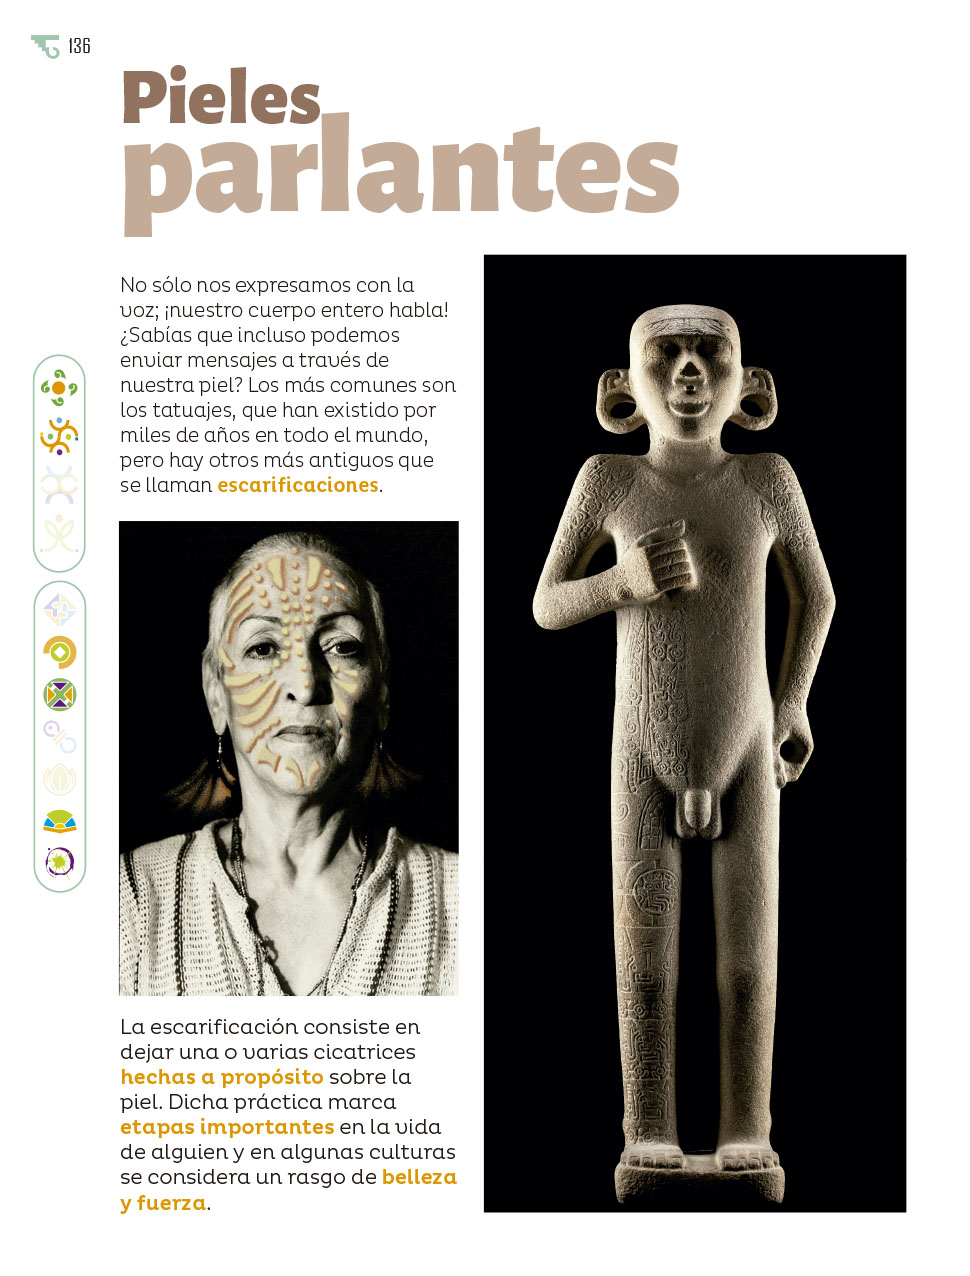 136
Pieles
parlantes
No sólo nos expresamos con la
voz; ¡nuestro cuerpo entero habla!
¿Sabías que incluso podemos
enviar mensajes a través de
nuestra piel? Los más comunes son
los tatuajes, que han existido por
miles de años en todo el mundo,
pero hay otros más antiguos que
se llaman escarificaciones.
La escarificación consiste en
dejar una o varias cicatrices
hechas a propósito sobre la
piel. Dicha práctica marca
etapas importantes en la vida
de alguien y en algunas culturas
se considera un rasgo de belleza
y fuerza.